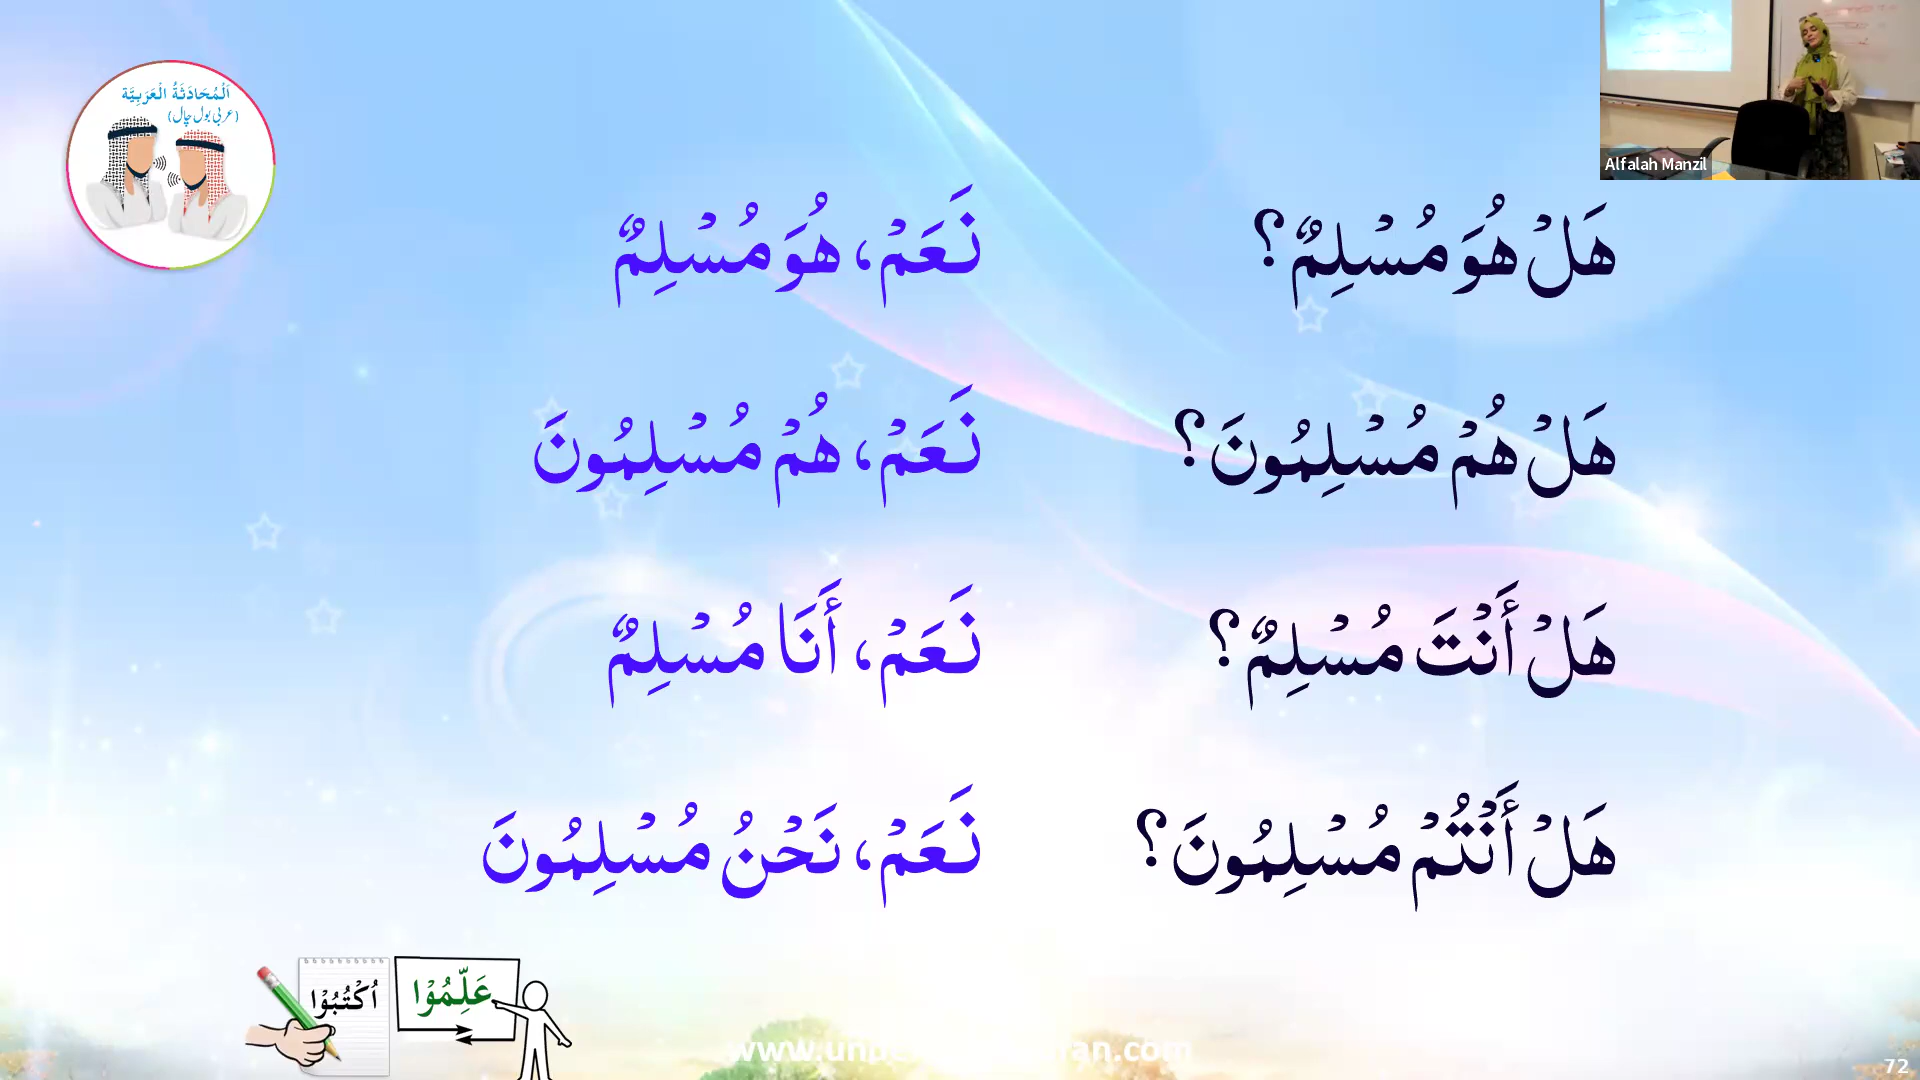 اَلْمُحَادَثَةُ الْعَرَبِيَّة
(عربی بول چال)
Alfalah Manzil
هَلْ هُوَ مُسْلِمٌ؟ نَعَمْ، هُوَ مُسْلِمٌ
هَلْ هُمْ مُسْلِمُونَ؟ نَعَمْ، هُمْ مُسْلِمُونَ
هَلْ أَنْتَ مُسْلِمٌ؟ نَعَمْ، أَنَا مُسْلِمٌ
هَلْ أَنْتُمْ مُسْلِمُونَ؟ نَعَمْ، نَحْنُ مُسْلِمُونَ
اُكْتُبُوْا
عَلِّمُوْا
72